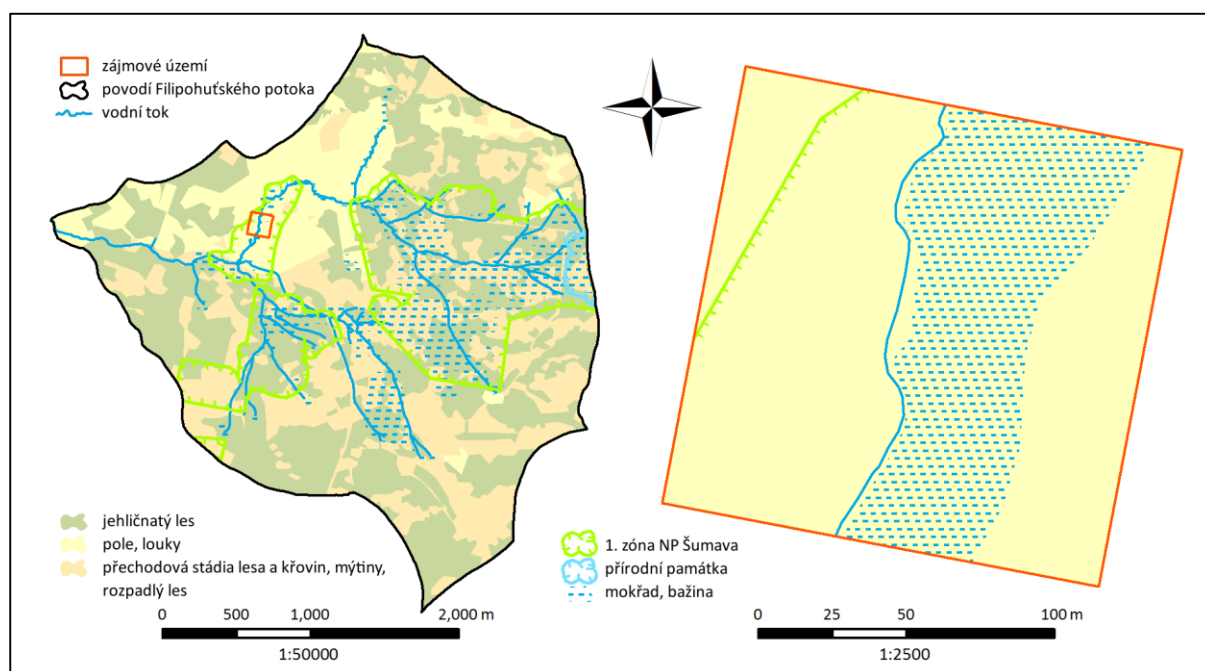 zájmové území
povodí Filipohuťského potoka
vodní tok
jehličnatý les
pole, louky
přechodová stádia lesa a křovin, mýtiny,
rozpadlý les
0 500 1,000 2,000 m
1:50000
1. zóna NP Šumava
přírodní památka
mokřad, bažina
0 25 50 100 m
1:2500